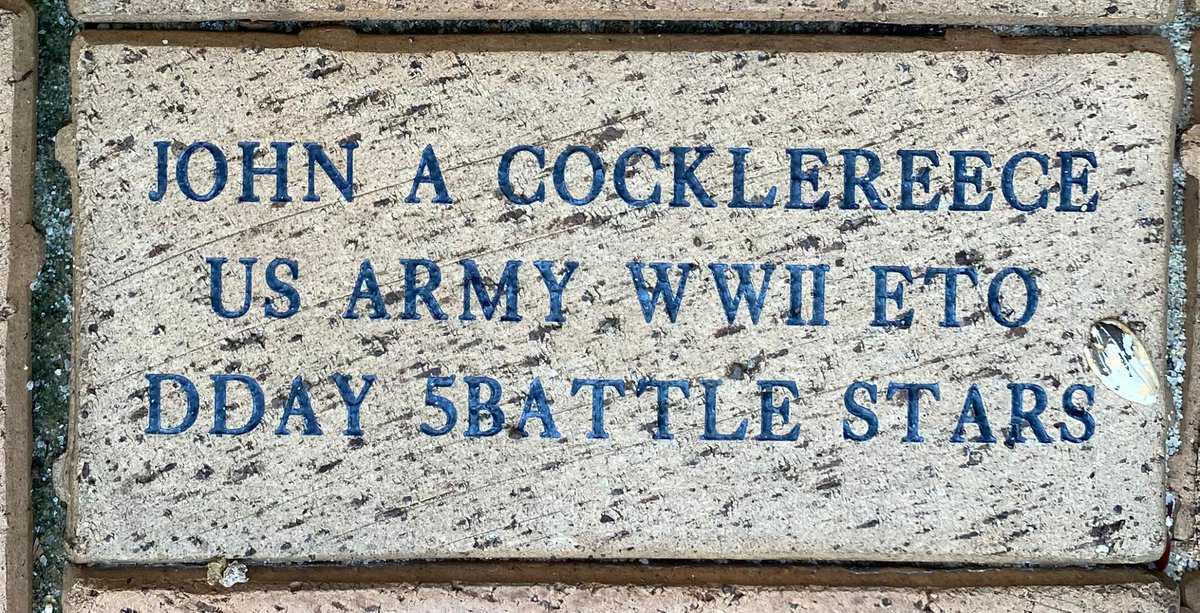 JOHN A COCKLEREECE
US ARMY WWII ETO
DDAY 5BATTLE STARS